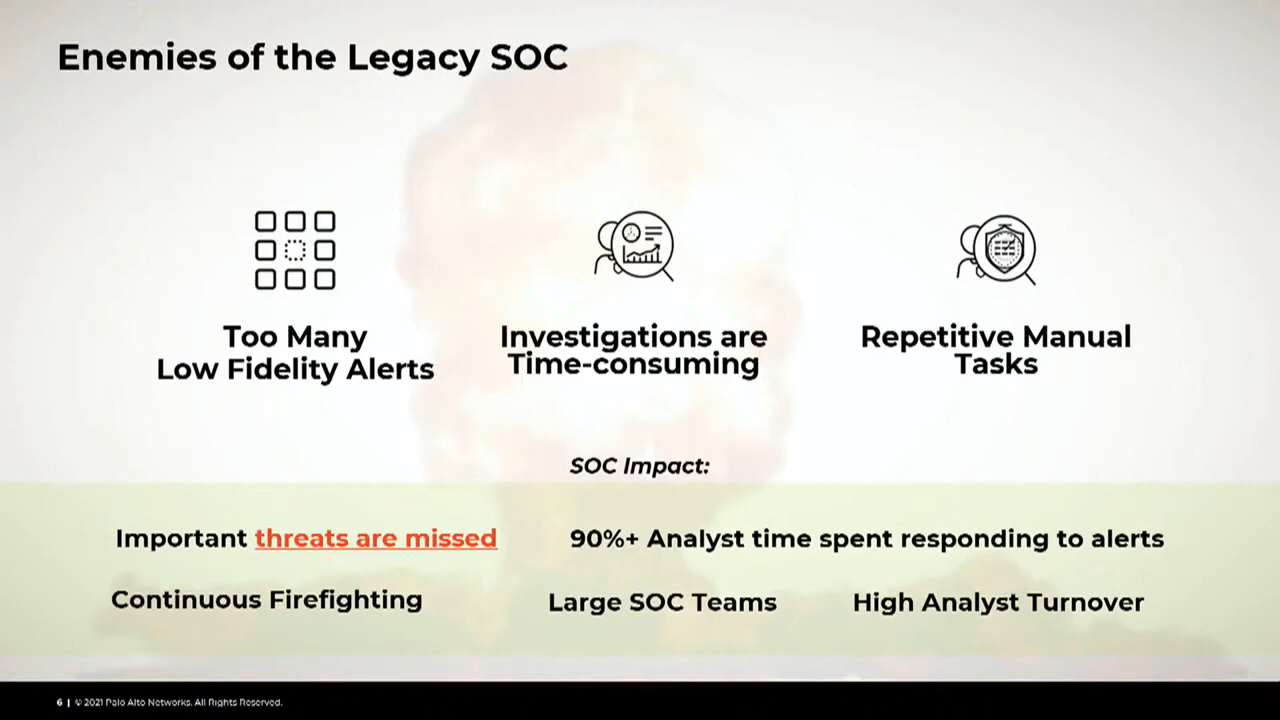 Enemies of the Legacy SOC
Too Many
Low Fidelity Alerts
Investigations are
Time-consuming
Repetitive Manual
Tasks
SOC Impact:
Important threats are missed
90%+ Analyst time spent responding to alerts
Continuous Firefighting
Large SOC Teams
High Analyst Turnover
6 | © 2021 Palo Alto Networks. All Rights Reserved.